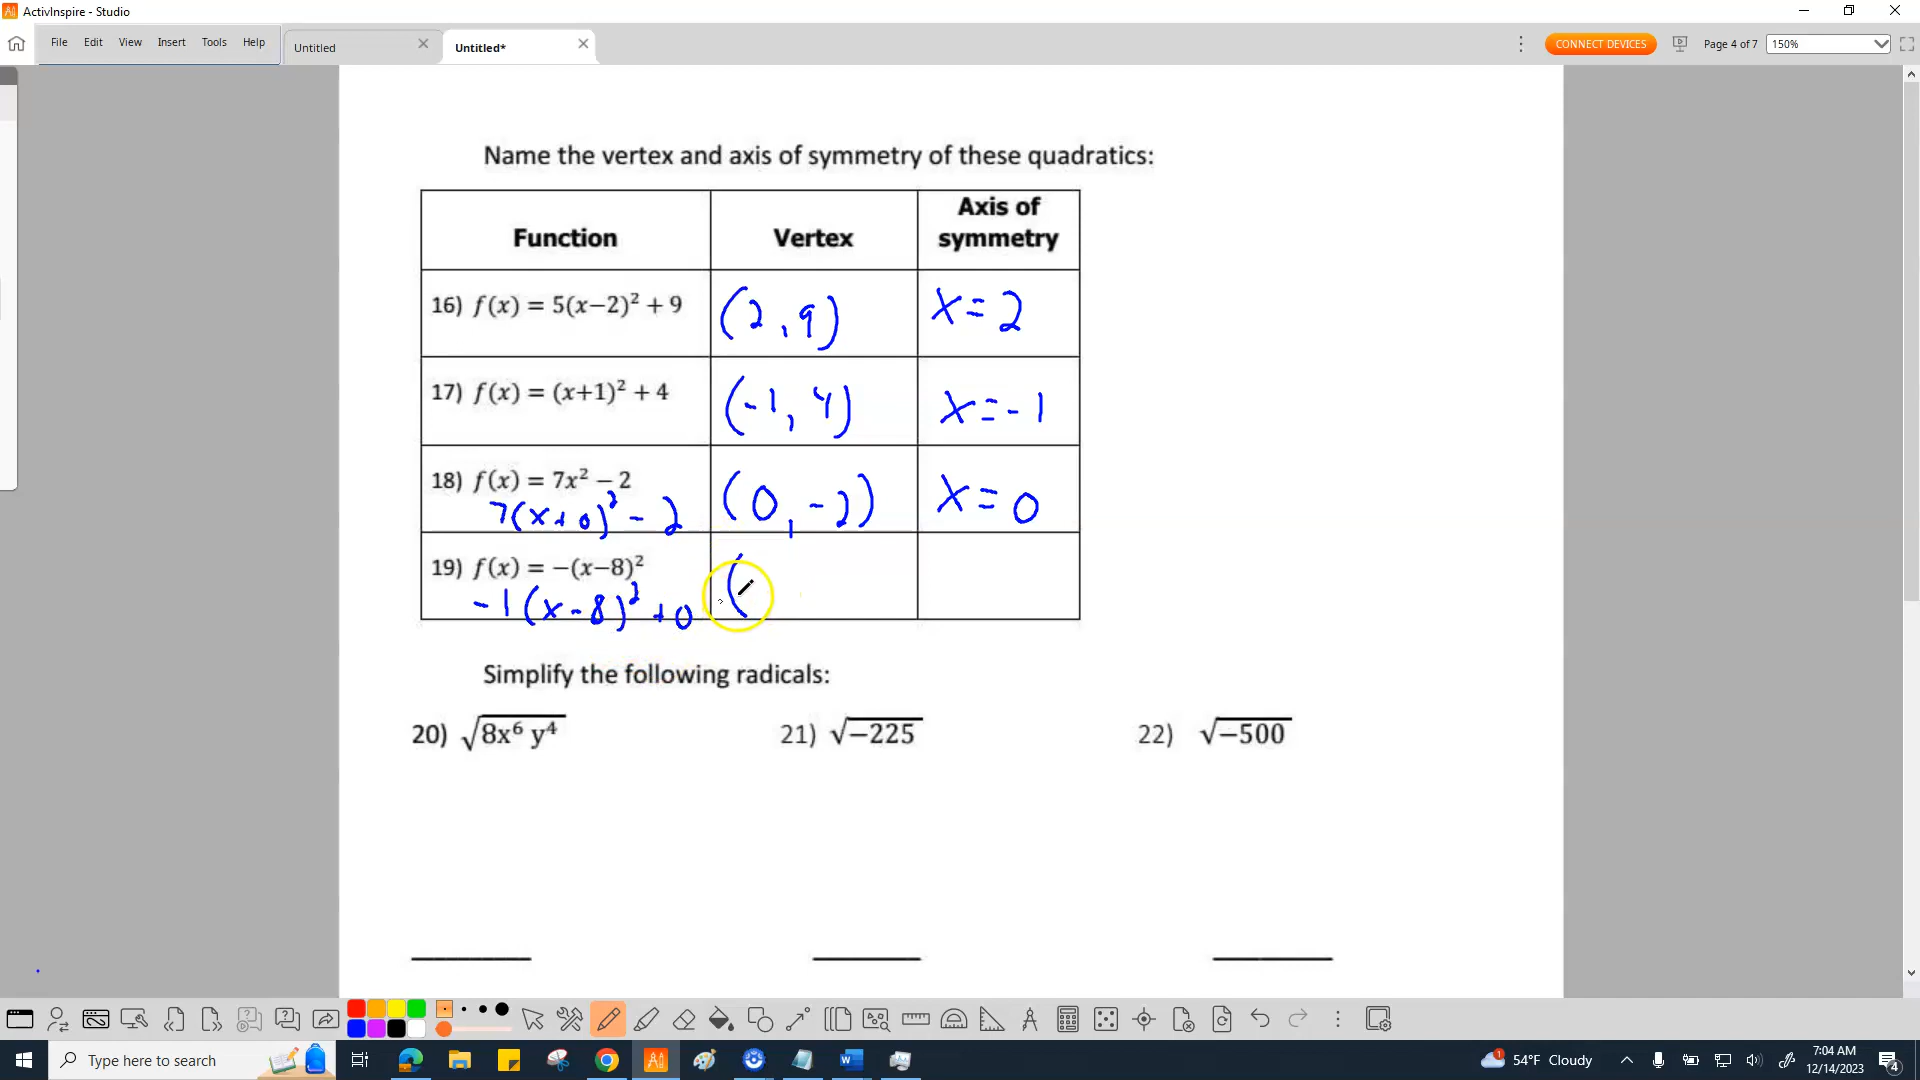 ActivInspire - Studio
File Edit View Insert Tools Help
Untitled
Untitled*
CONNECT DEVICES
Page 4 of 7
150%
Name the vertex and axis of symmetry of these quadratics:
Function Vertex Axis of symmetry
16) f(x) = 5(x−2)² + 9 (2, 9) x = 2
17) f(x) = (x+1)² + 4 (-1, 4) x = -1
18) f(x) = 7x² − 2 (0, -2) x = 0
7(x+0)² - 2
19) f(x) = −(x−8)² (
-1(x-8)² + 0
Simplify the following radicals:
20) √8x⁶ y⁴ 21) √−225 22) √−500
Type here to search
54°F Cloudy
7:04 AM
12/14/2023
4